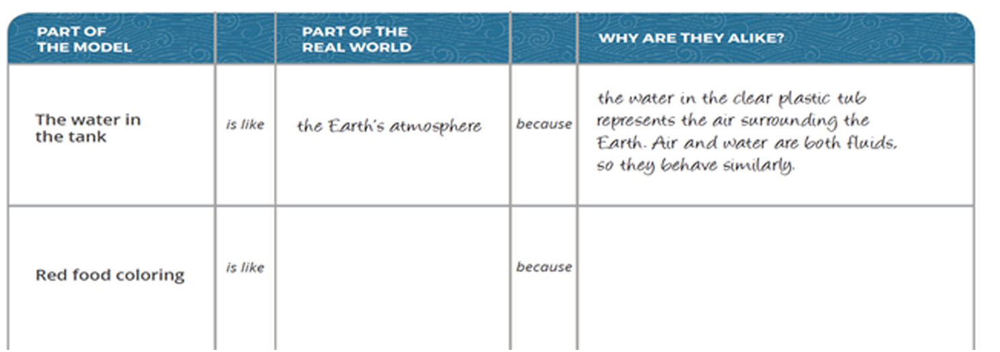 PART OF
THE MODEL
PART OF THE
REAL WORLD
WHY ARE THEY ALIKE?
The water in
the tank
is like
the Earth's atmosphere
because
the water in the clear plastic tub
represents the air surrounding the
Earth. Air and water are both fluids,
so they behave similarly.
Red food coloring
is like
because